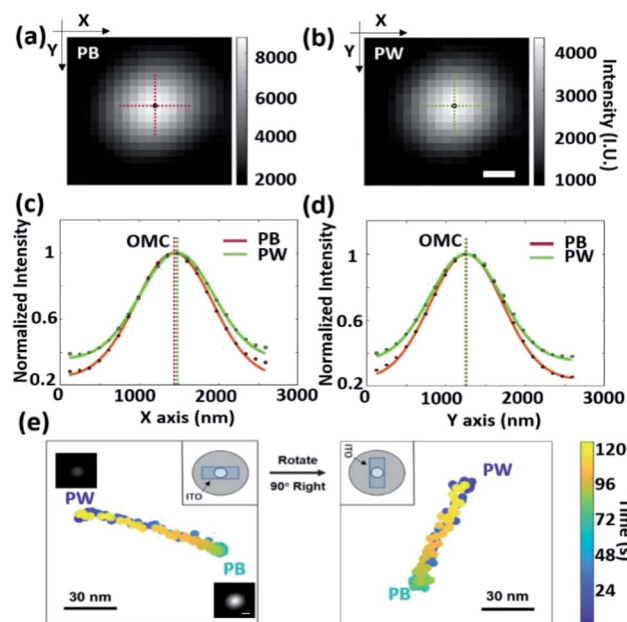 (a) X
Y
PB
8000
6000
4000
2000
(b) X
Y
PW
4000
3000
2000
1000
Intensity (I.U.)
(c)
OMC
PB
PW
Normalized Intensity
1
0.6
0.2
0 1000 2000 3000
X axis (nm)
(d)
OMC
PB
PW
Normalized Intensity
1
0.6
0.2
0 1000 2000 3000
Y axis (nm)
(e)
PW
ITO
PB
30 nm
Rotate
90° Right
ITO
PW
PB
30 nm
120
96
72
48
24
Time (s)